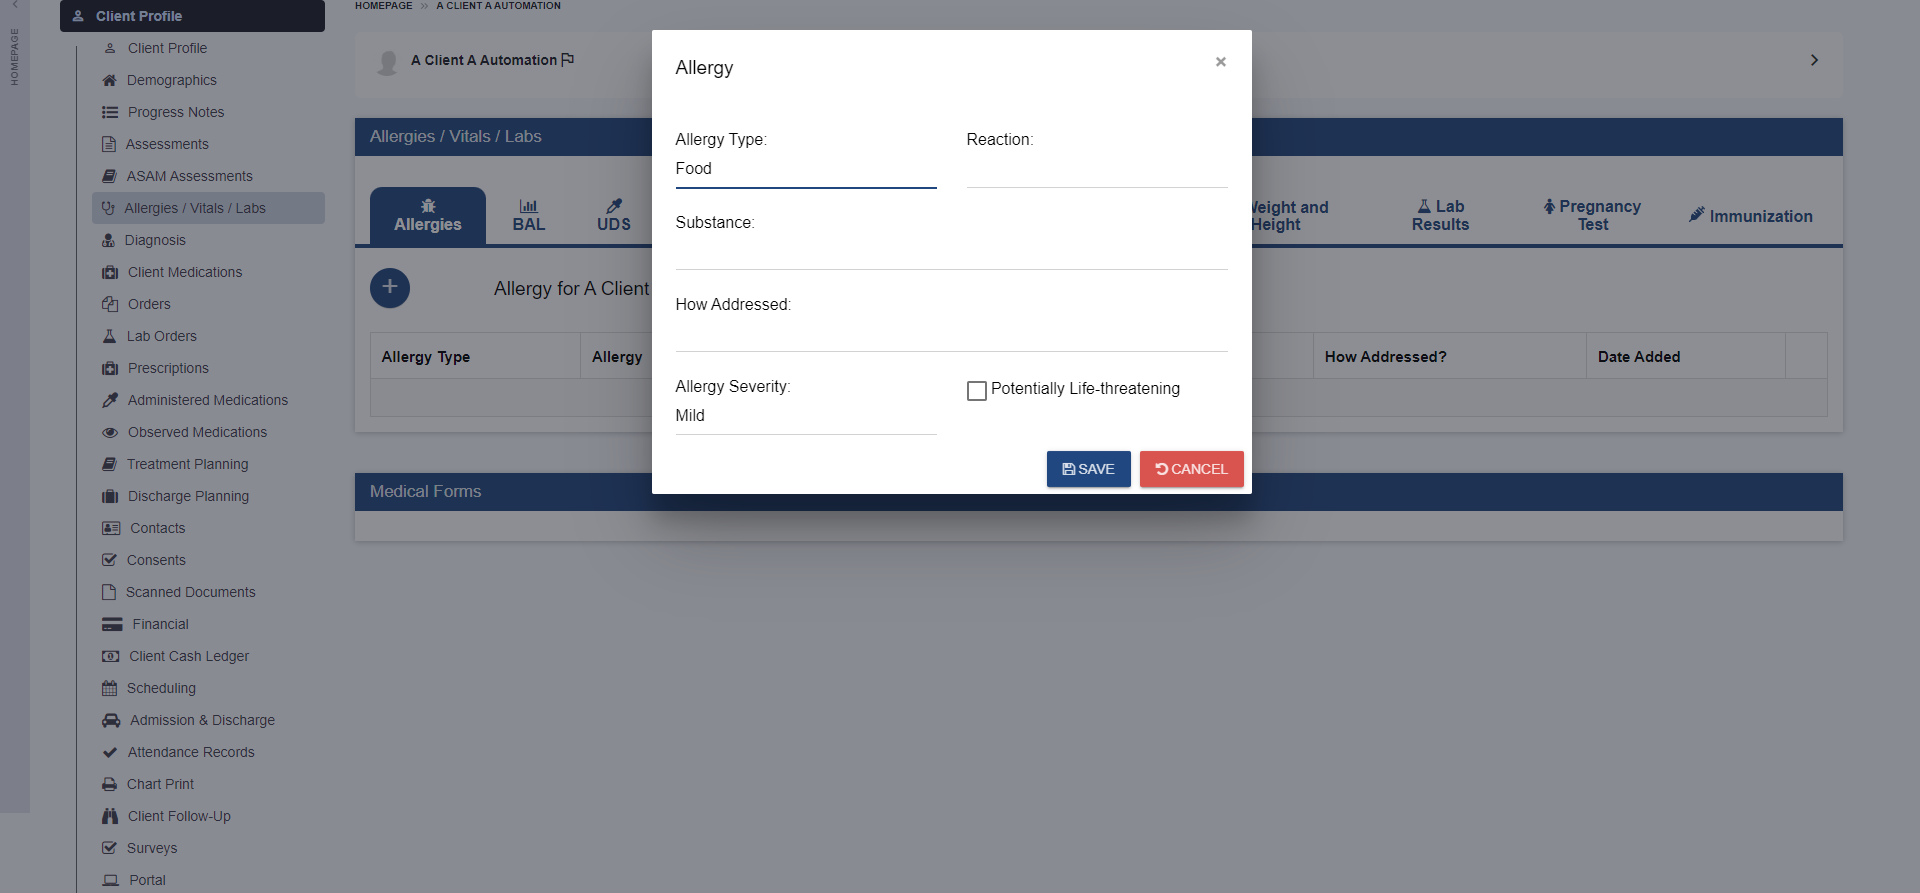 HOMEPAGE
Client Profile
Client Profile
Demographics
Progress Notes
Assessments
ASAM Assessments
Allergies / Vitals / Labs
Diagnosis
Client Medications
Orders
Lab Orders
Prescriptions
Administered Medications
Observed Medications
Treatment Planning
Discharge Planning
Contacts
Consents
Scanned Documents
Financial
Client Cash Ledger
Scheduling
Admission & Discharge
Attendance Records
Chart Print
Client Follow-Up
Surveys
Portal
HOMEPAGE » A CLIENT A AUTOMATION
A Client A Automation
Allergies / Vitals / Labs
Allergies
BAL
UDS
Weight and
Height
Lab
Results
Pregnancy
Test
Immunization
+
Allergy for A Client
Allergy Type
Allergy
How Addressed?
Date Added
Medical Forms
Allergy
×
Allergy Type:
Food
Reaction:
Substance:
How Addressed:
Allergy Severity:
Mild
Potentially Life-threatening
SAVE
CANCEL